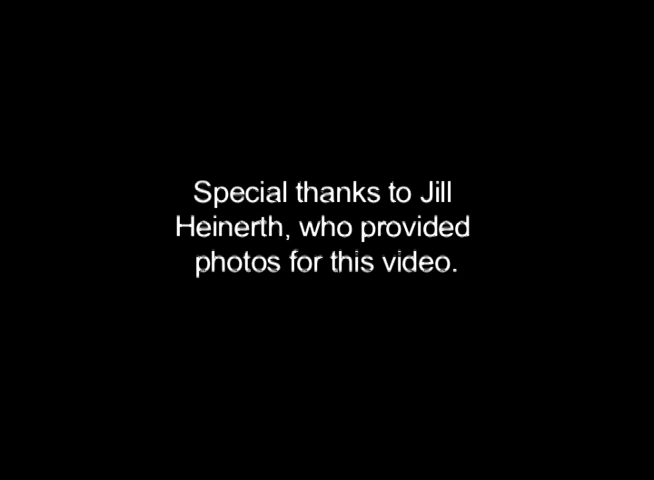 Special thanks to Jill
Heinerth, who provided
photos for this video.